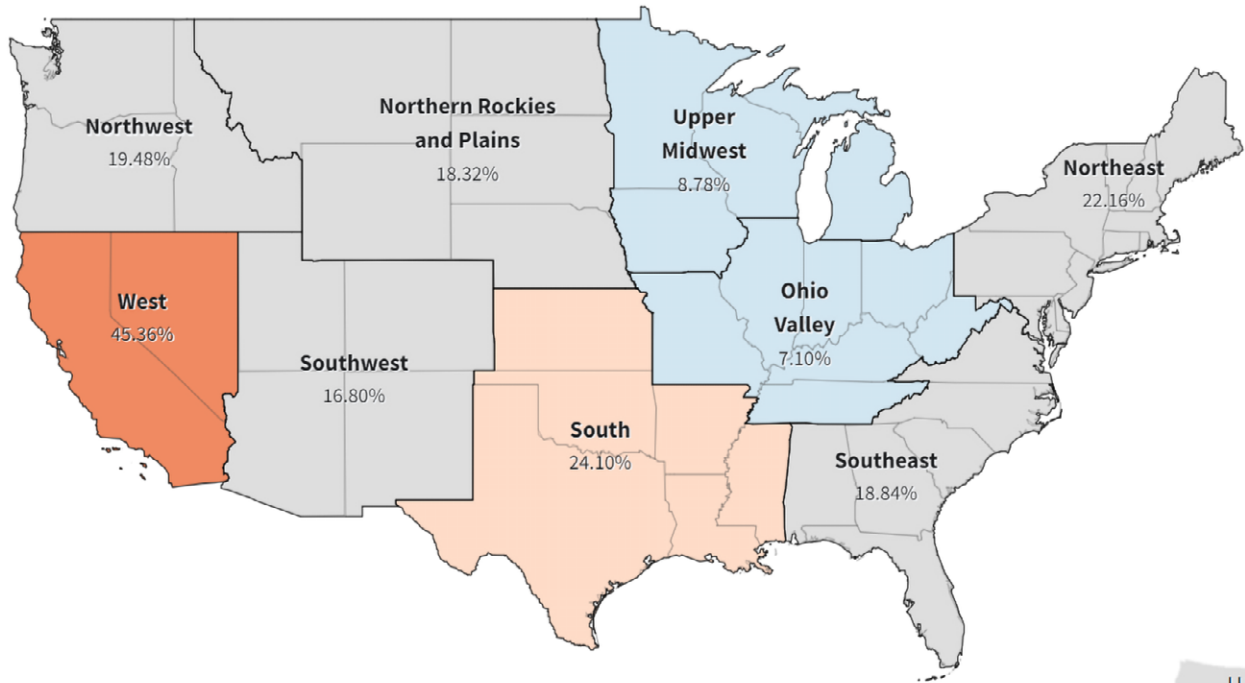 Northwest
19.48%
Northern Rockies
and Plains
18.32%
Upper
Midwest
8.78%
Northeast
22.16%
West
45.36%
Southwest
16.80%
Ohio
Valley
7.10%
South
24.10%
Southeast
18.84%